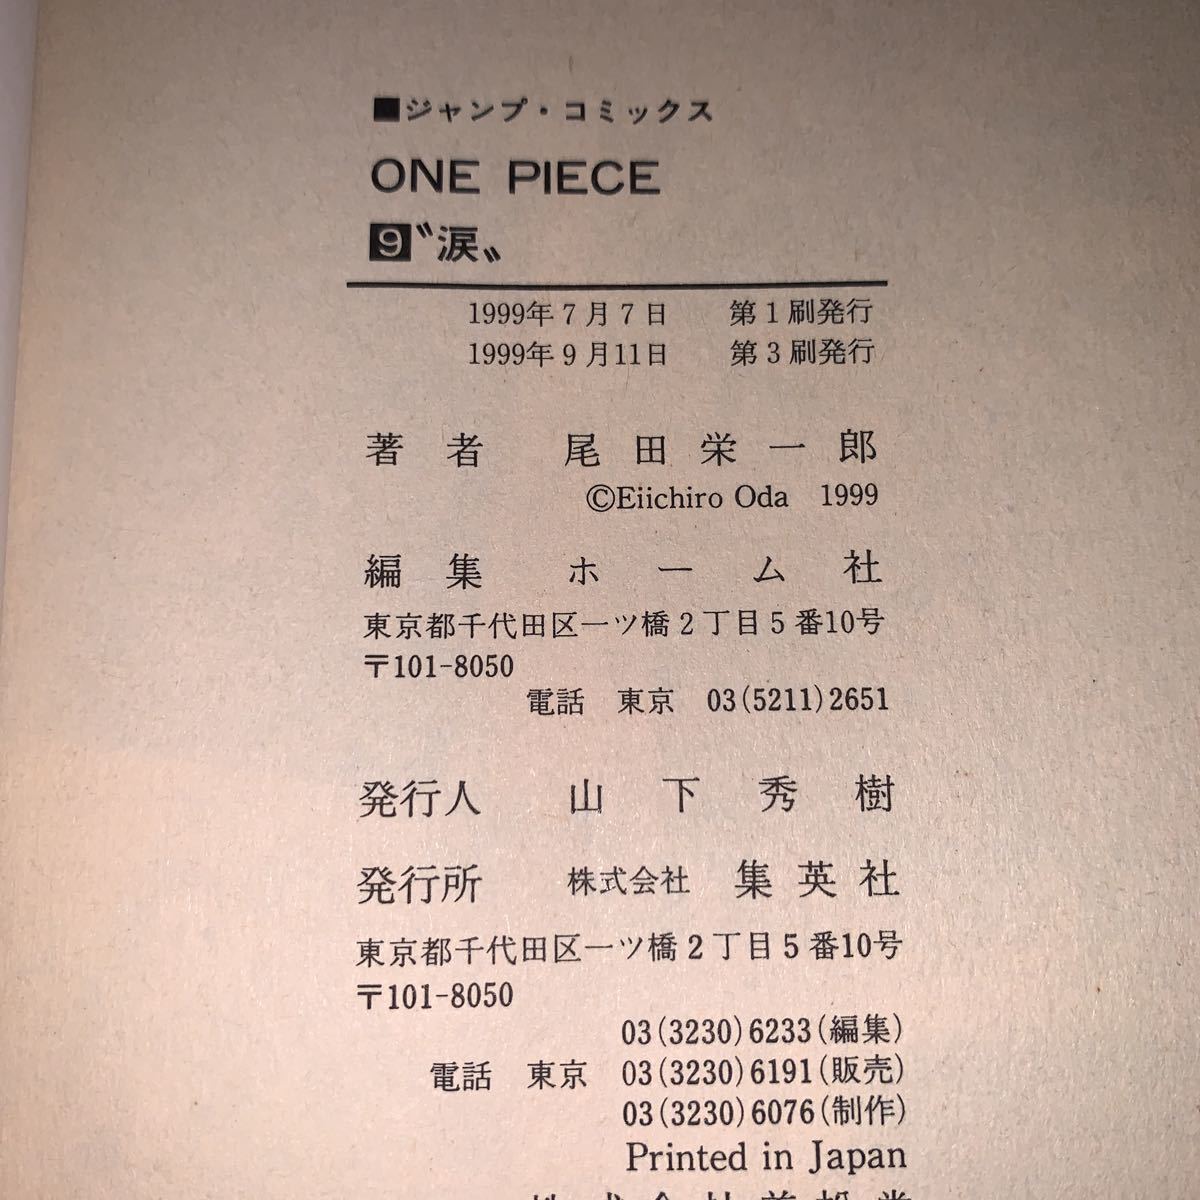 ■ジャンプ・コミックス
ONE PIECE
9〝涙〟
1999年7月7日　第1刷発行
1999年9月11日　第3刷発行
著者　尾田栄一郎
©Eiichiro Oda 1999
編集　ホーム社
東京都千代田区一ツ橋2丁目5番10号
〒101-8050
電話　東京　03(5211)2651
発行人　山下秀樹
発行所　株式会社 集英社
東京都千代田区一ツ橋2丁目5番10号
〒101-8050
03(3230)6233(編集)
電話　東京　03(3230)6191(販売)
03(3230)6076(制作)
Printed in Japan
株式会社